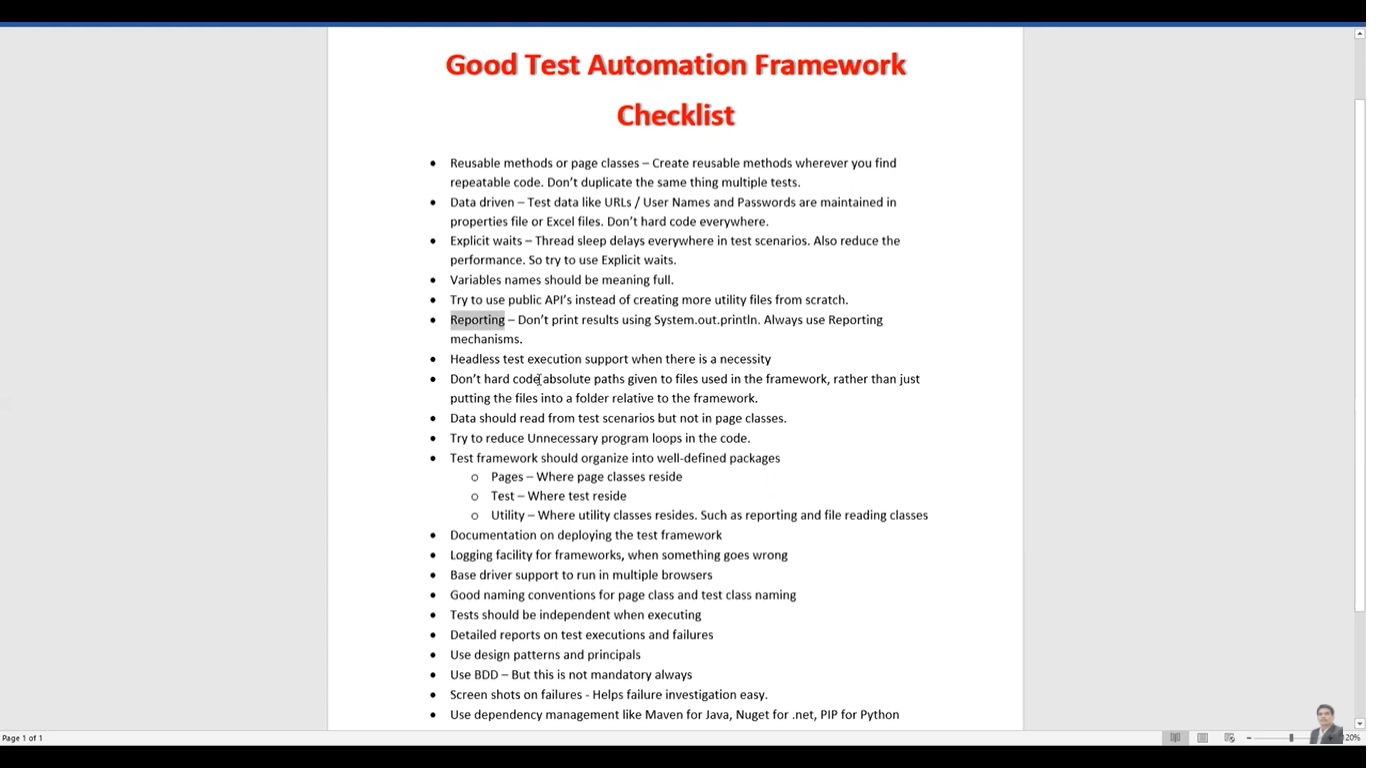 Good Test Automation Framework
Checklist
• Reusable methods or page classes – Create reusable methods wherever you find
repeatable code. Don't duplicate the same thing multiple tests.
• Data driven – Test data like URLs / User Names and Passwords are maintained in
properties file or Excel files. Don't hard code everywhere.
• Explicit waits – Thread sleep delays everywhere in test scenarios. Also reduce the
performance. So try to use Explicit waits.
• Variables names should be meaning full.
• Try to use public API's instead of creating more utility files from scratch.
• Reporting – Don't print results using System.out.println. Always use Reporting
mechanisms.
• Headless test execution support when there is a necessity
• Don't hard code absolute paths given to files used in the framework, rather than just
putting the files into a folder relative to the framework.
• Data should read from test scenarios but not in page classes.
• Try to reduce Unnecessary program loops in the code.
• Test framework should organize into well-defined packages
o Pages – Where page classes reside
o Test – Where test reside
o Utility – Where utility classes resides. Such as reporting and file reading classes
• Documentation on deploying the test framework
• Logging facility for frameworks, when something goes wrong
• Base driver support to run in multiple browsers
• Good naming conventions for page class and test class naming
• Tests should be independent when executing
• Detailed reports on test executions and failures
• Use design patterns and principals
• Use BDD – But this is not mandatory always
• Screen shots on failures - Helps failure investigation easy.
• Use dependency management like Maven for Java, Nuget for .net, PIP for Python
Page 1 of 1